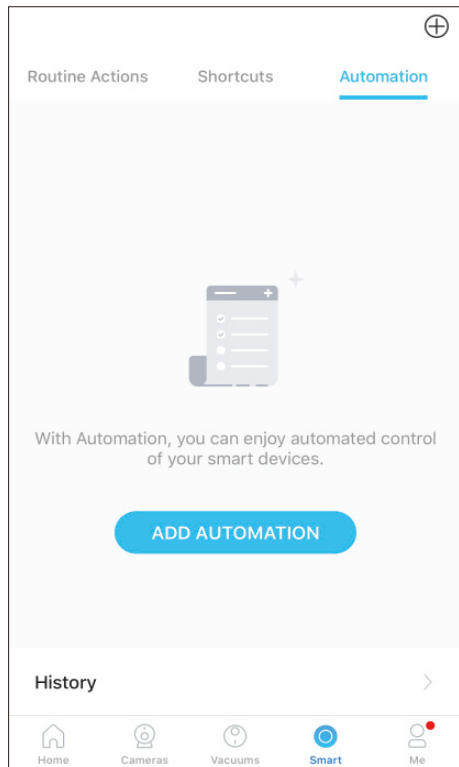 Routine Actions Shortcuts Automation
With Automation, you can enjoy automated control
of your smart devices.
ADD AUTOMATION
History
Home Cameras Vacuums Smart Me